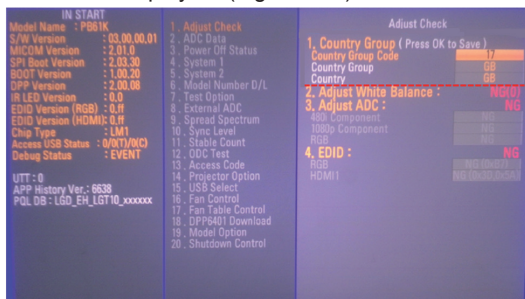 IN START
Model Name : PB61K
S/W Version : 03,00,00,01
MICOM Version : 2,01,0
SPI Boot Version : 2,03,30
BOOT Version : 1,00,20
DPP Version : 2,00,08
IR LED Version : 0,0
EDID Version (RGB) : 0,ff
EDID Version (HDMI): 0,ff
Chip Type : LM1
Access USB Status : 0/0(T)/0(C)
Debug Status : EVENT
UTT : 0
APP History Ver.: 6638
PQL DB : LGD_EH_LGT10_xxxxxx
1 . Adjust Check
2 . ADC Data
3 . Power Off Status
4 . System 1
5 . System 2
6 . Model Number D/L
7 . Test Option
8 . External ADC
9 . Spread Spectrum
10 . Sync Level
11 . Stable Count
12 . ODC Test
13 . Access Code
14 . Projector Option
15 . USB Select
16 . Fan Control
17 . Fan Table Control
18 . DPP6401 Download
19 . Model Option
20 . Shutdown Control
Adjust Check
1. Country Group ( Press OK to Save )
Country Group Code 17
Country Group GB
Country GB
2. Adjust White Balance : NG(0)
3. Adjust ADC : NG
480i Component NG
1080p Component NG
RGB NG
4. EDID : NG
RGB NG (0x07)
HDMI1